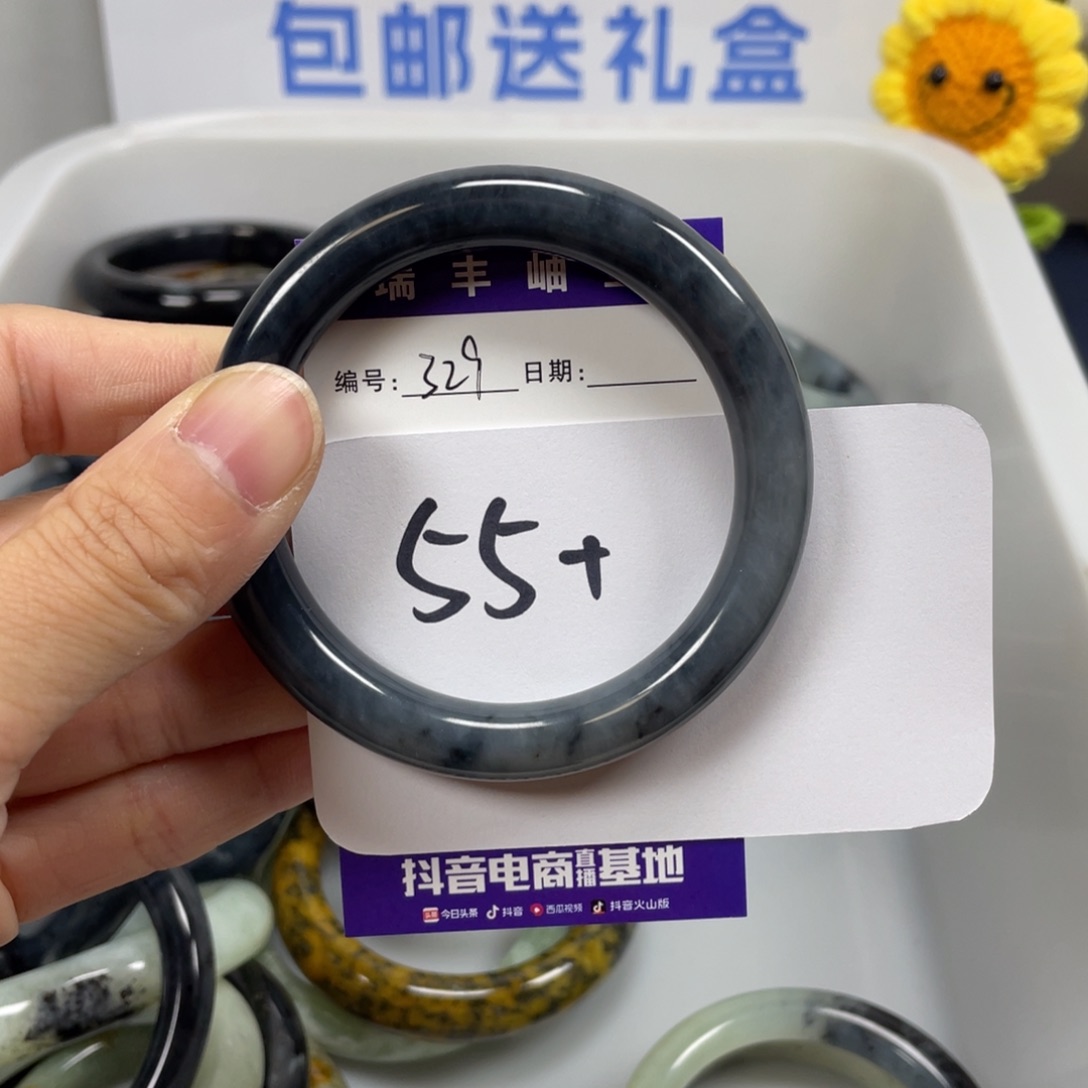 包邮送礼盒
瑞丰岫
编号: 329 日期:
55+
抖音电商直播基地
今日头条 抖音 西瓜视频 抖音火山版